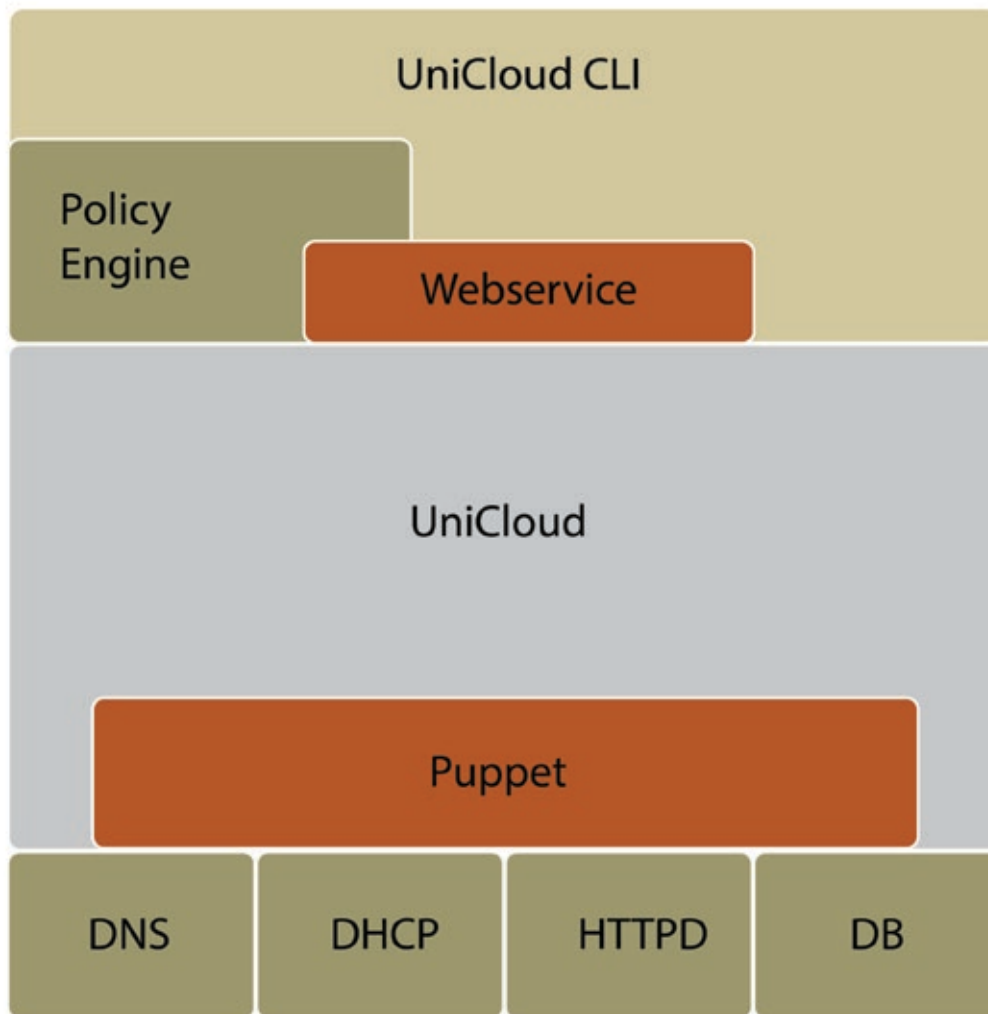 UniCloud CLI
Policy
Engine
Webservice
UniCloud
Puppet
DNS
DHCP
HTTPD
DB